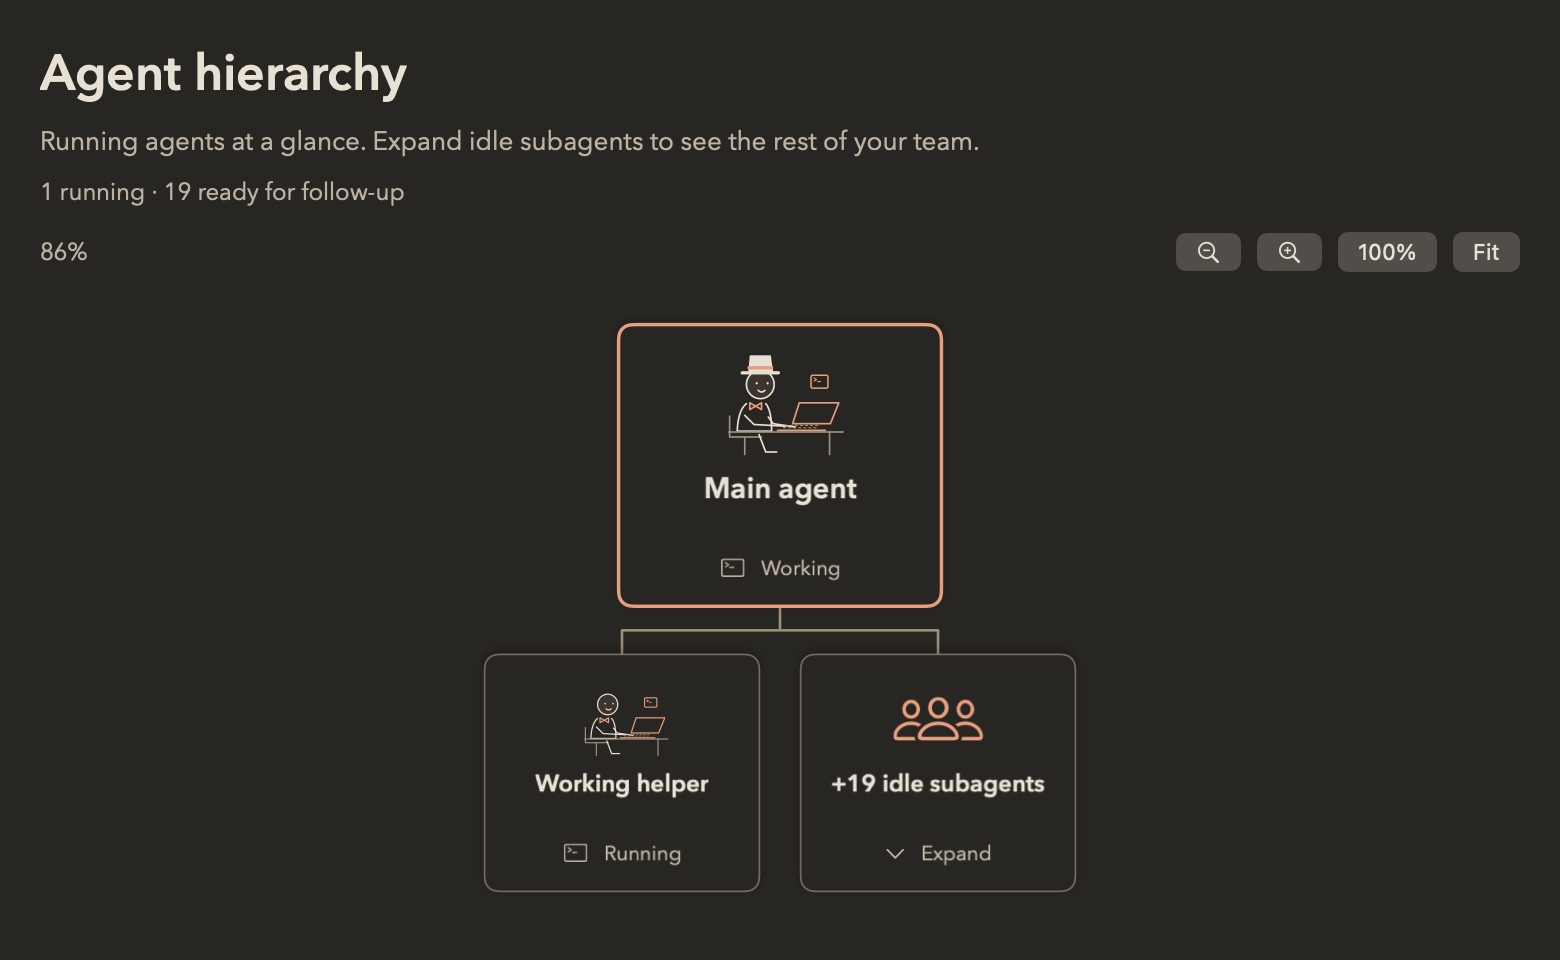 Agent hierarchy
Running agents at a glance. Expand idle subagents to see the rest of your team.
1 running · 19 ready for follow-up
86%
100%
Fit
Main agent
Working
Working helper
Running
+19 idle subagents
Expand